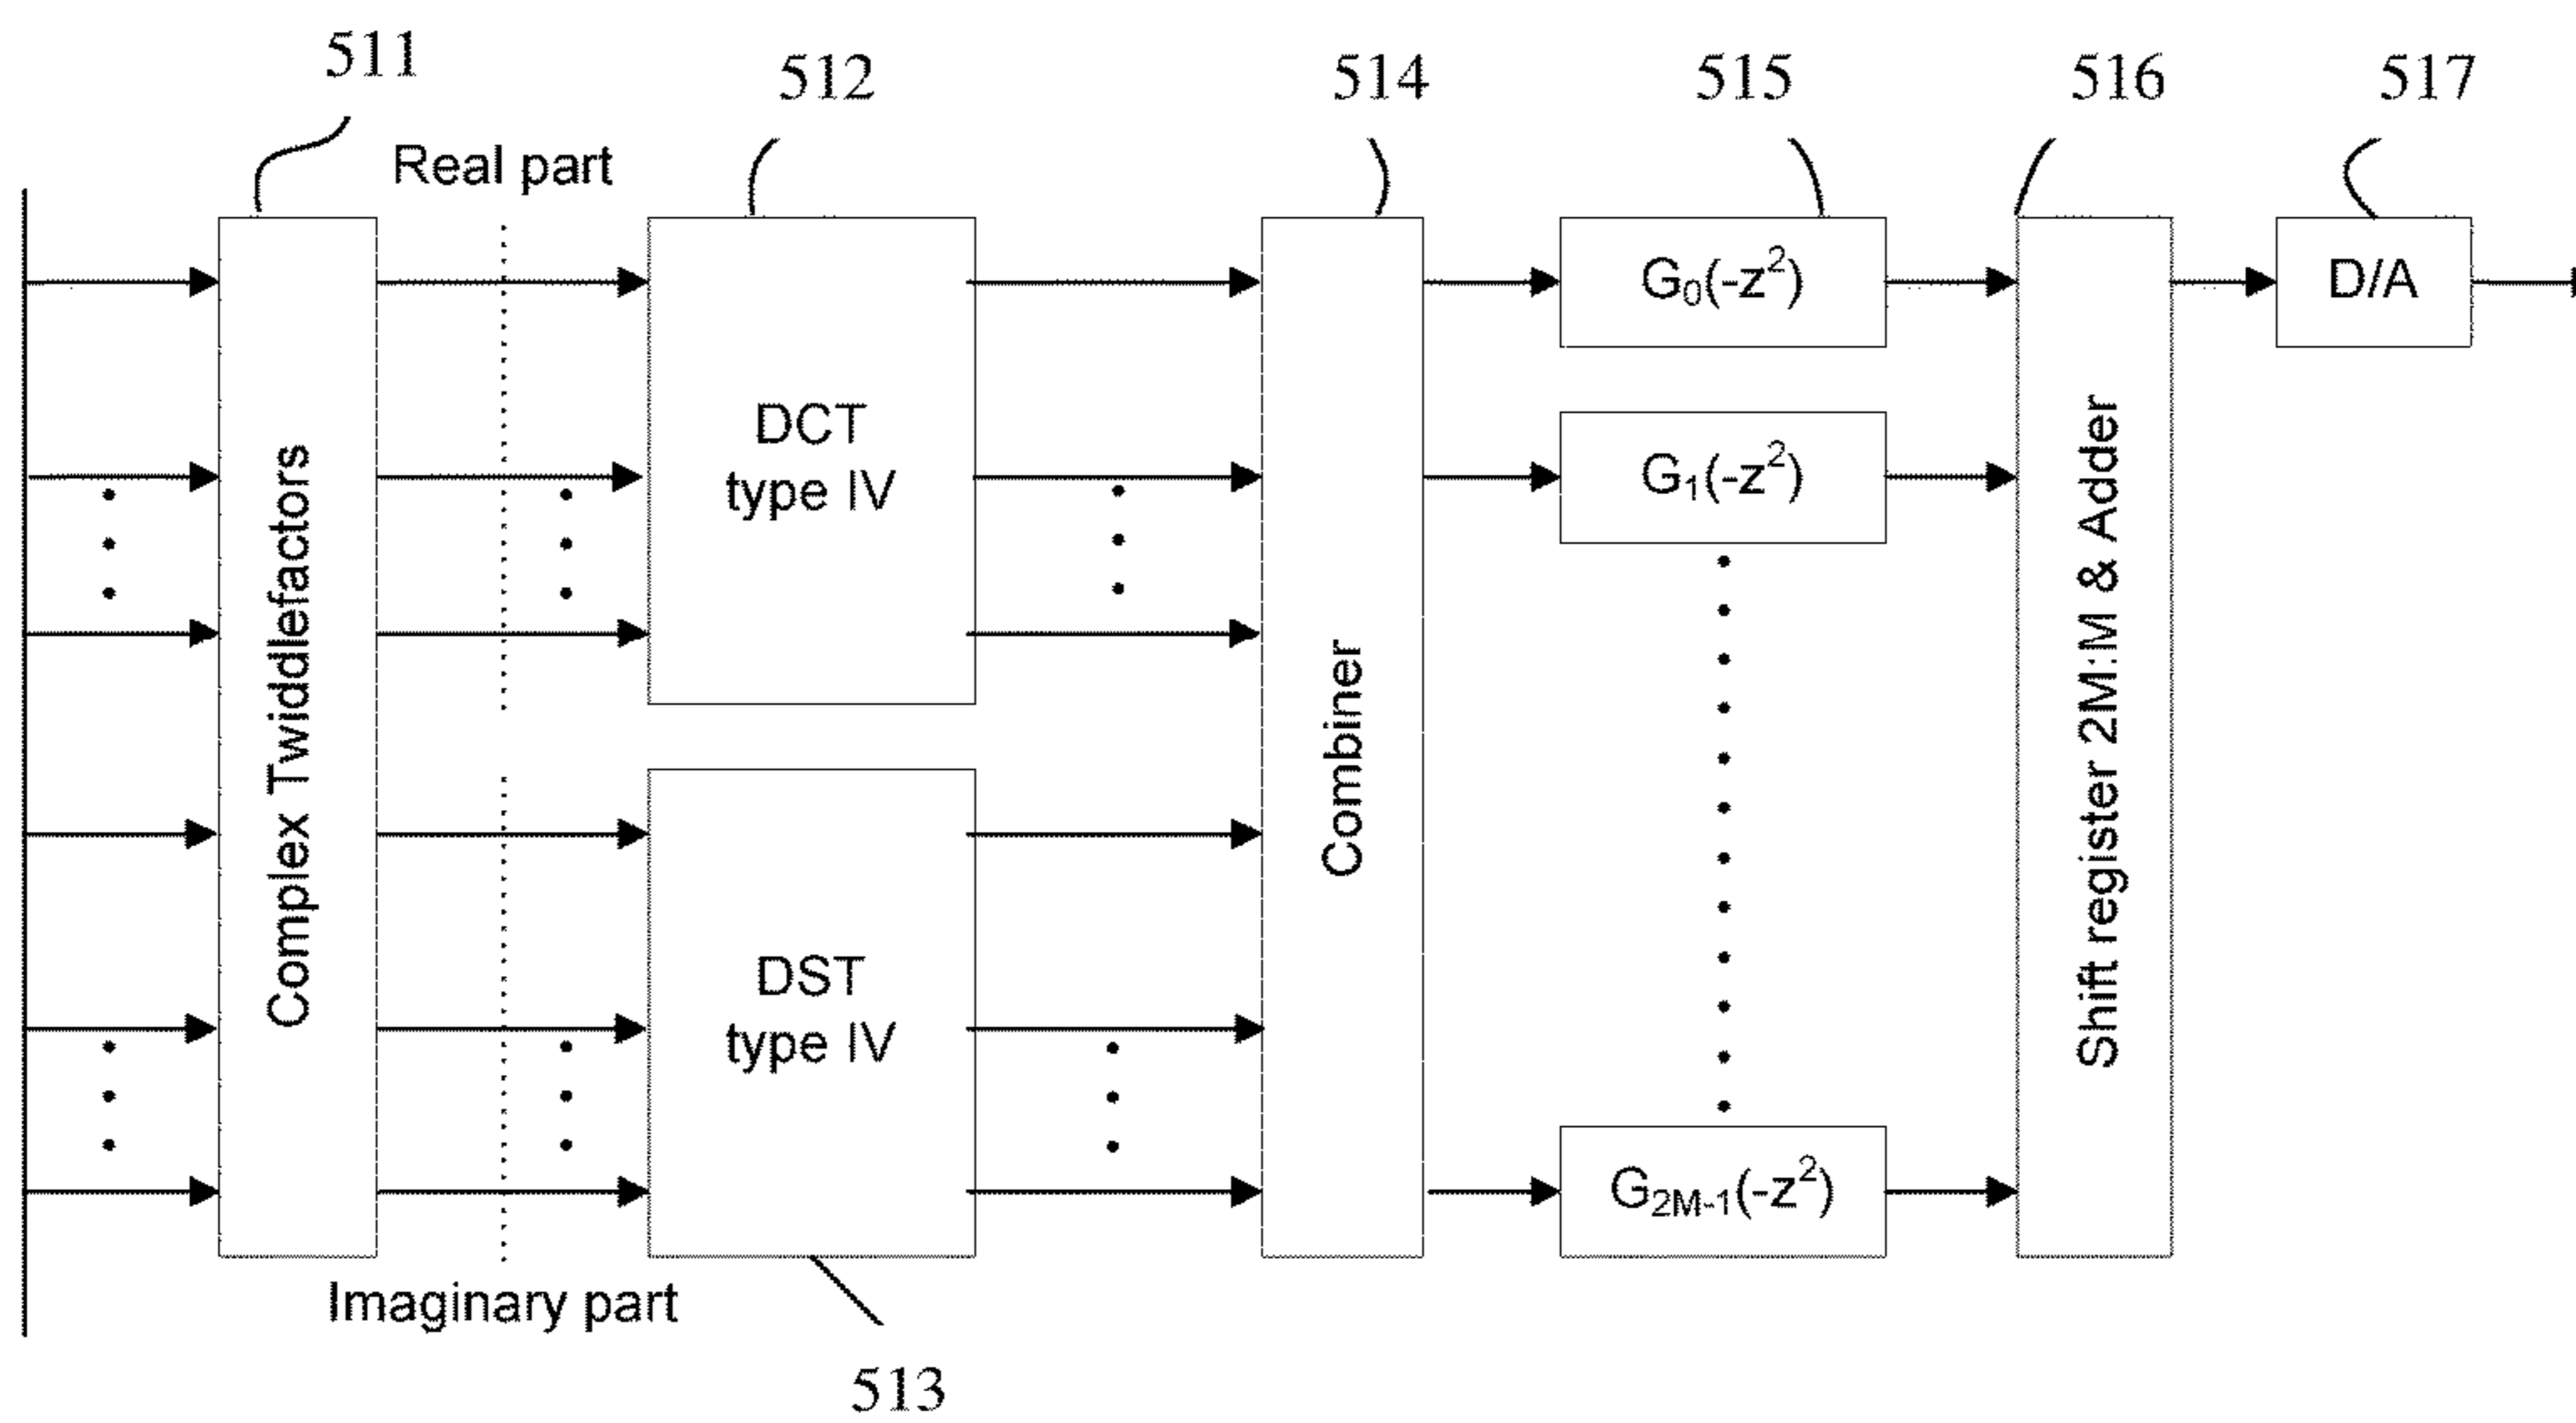 511
512
514
515
516
517
Real part
Complex Twiddlefactors
DCT
type IV
DST
type IV
Combiner
G₀(-z²)
G₁(-z²)
G₂M-₁(-z²)
Shift register 2M:M & Adder
D/A
Imaginary part
513